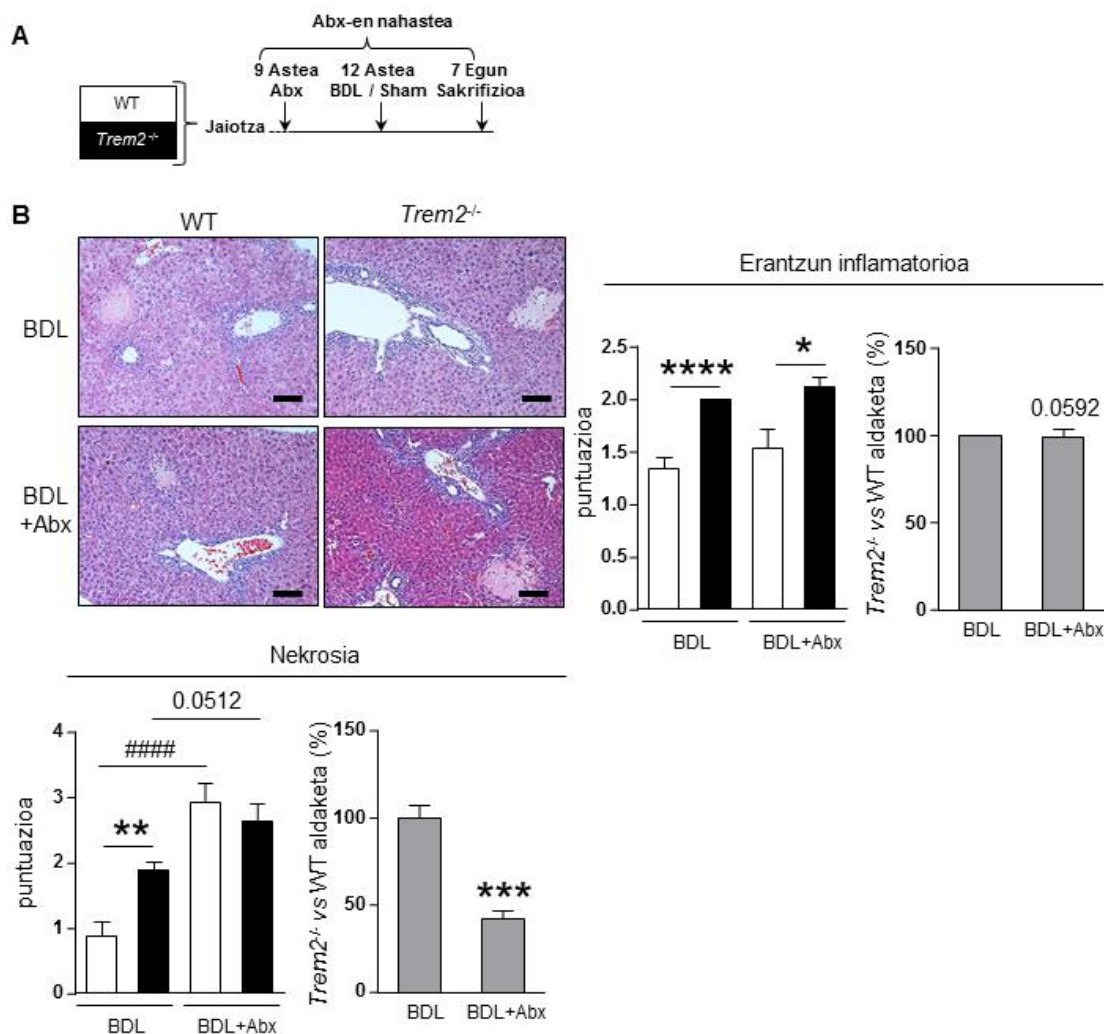 A
Abx-en nahastea
9 Astea 12 Astea 7 Egun
Abx BDL / Sham Sakrifizioa
WT
Trem2-/-
Jaiotza
B
WT Trem2-/-
BDL
BDL
+Abx
Erantzun inflamatorioa
puntuazioa
2.5
2.0
1.5
1.0
0.5
0.0
****
*
BDL BDL+Abx
Trem2-/- vs WT aldaketa (%)
150
100
50
0
0.0592
BDL BDL+Abx
Nekrosia
puntuazioa
4
3
2
1
0
0.0512
####
**
BDL BDL+Abx
Trem2-/- vs WT aldaketa (%)
150
100
50
0
***
BDL BDL+Abx